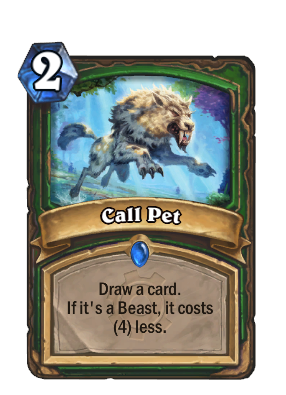 2
Call Pet
Draw a card.
If it's a Beast, it costs
(4) less.